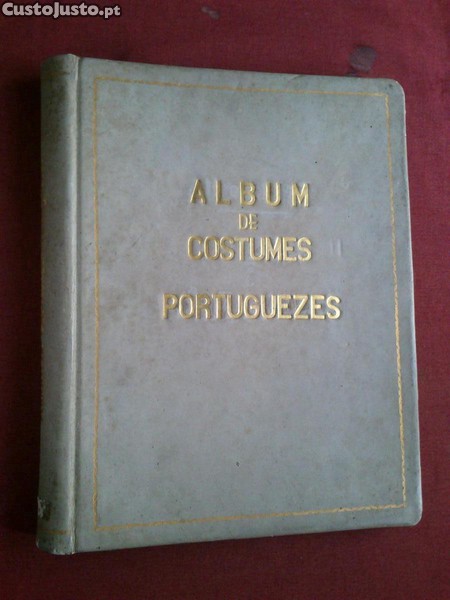 CustoJusto.pt
ALBUM
DE
COSTUMES
PORTUGUEZES